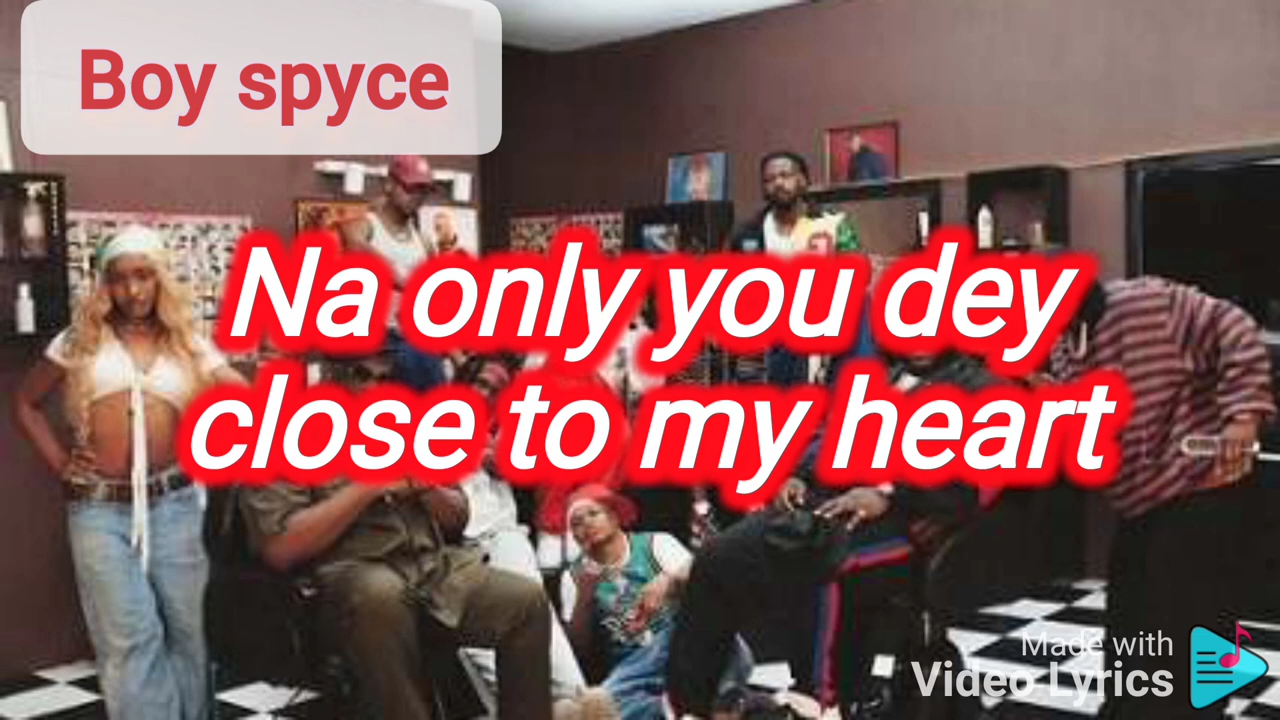 Boy spyce
Na only you dey
close to my heart
Made with
Video Lyrics